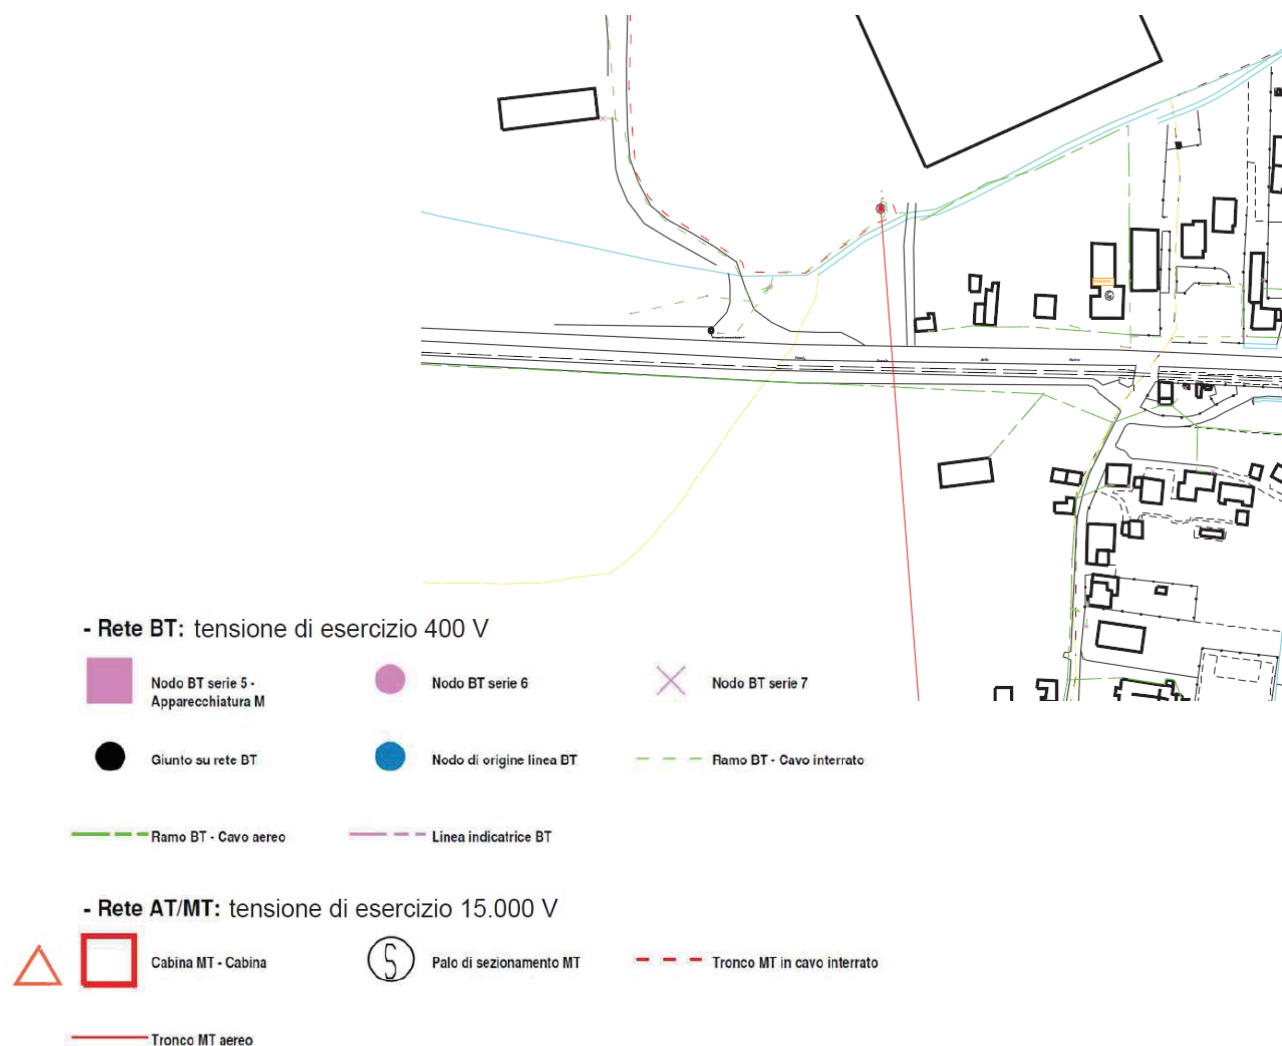 - Rete BT: tensione di esercizio 400 V
Nodo BT serie 5 -
Apparecchiatura M
Nodo BT serie 6
Nodo BT serie 7
Giunto su rete BT
Nodo di origine linea BT
Ramo BT - Cavo interrato
Ramo BT - Cavo aereo
Linea indicatrice BT
- Rete AT/MT: tensione di esercizio 15.000 V
Cabina MT - Cabina
S
Palo di sezionamento MT
Tronco MT in cavo interrato
Tronco MT aereo